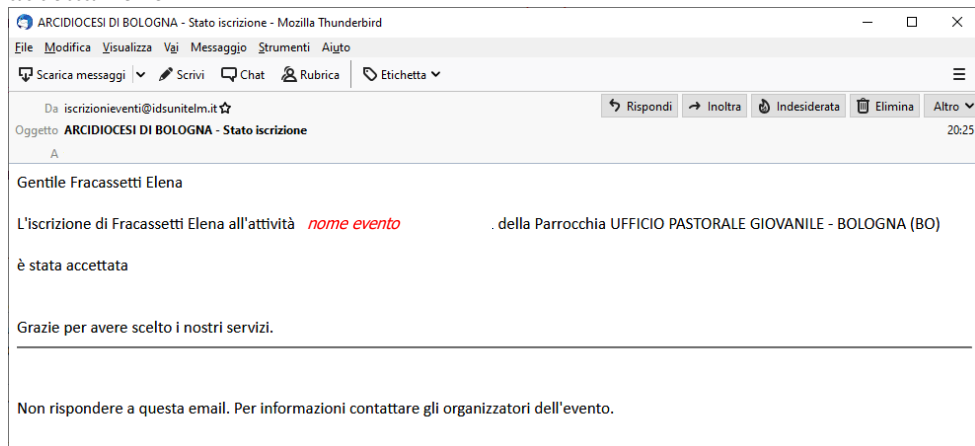 ARCIDIOCESI DI BOLOGNA - Stato iscrizione - Mozilla Thunderbird
File Modifica Visualizza Vai Messaggio Strumenti Aiuto
Scarica messaggi Scrivi Chat Rubrica Etichetta
Da iscrizionieventi@idsunitelm.it Rispondi Inoltra Indesiderata Elimina Altro
Oggetto ARCIDIOCESI DI BOLOGNA - Stato iscrizione 20:25
A
Gentile Fracassetti Elena
L'iscrizione di Fracassetti Elena all'attività nome evento . della Parrocchia UFFICIO PASTORALE GIOVANILE - BOLOGNA (BO)
è stata accettata
Grazie per avere scelto i nostri servizi.
Non rispondere a questa email. Per informazioni contattare gli organizzatori dell'evento.